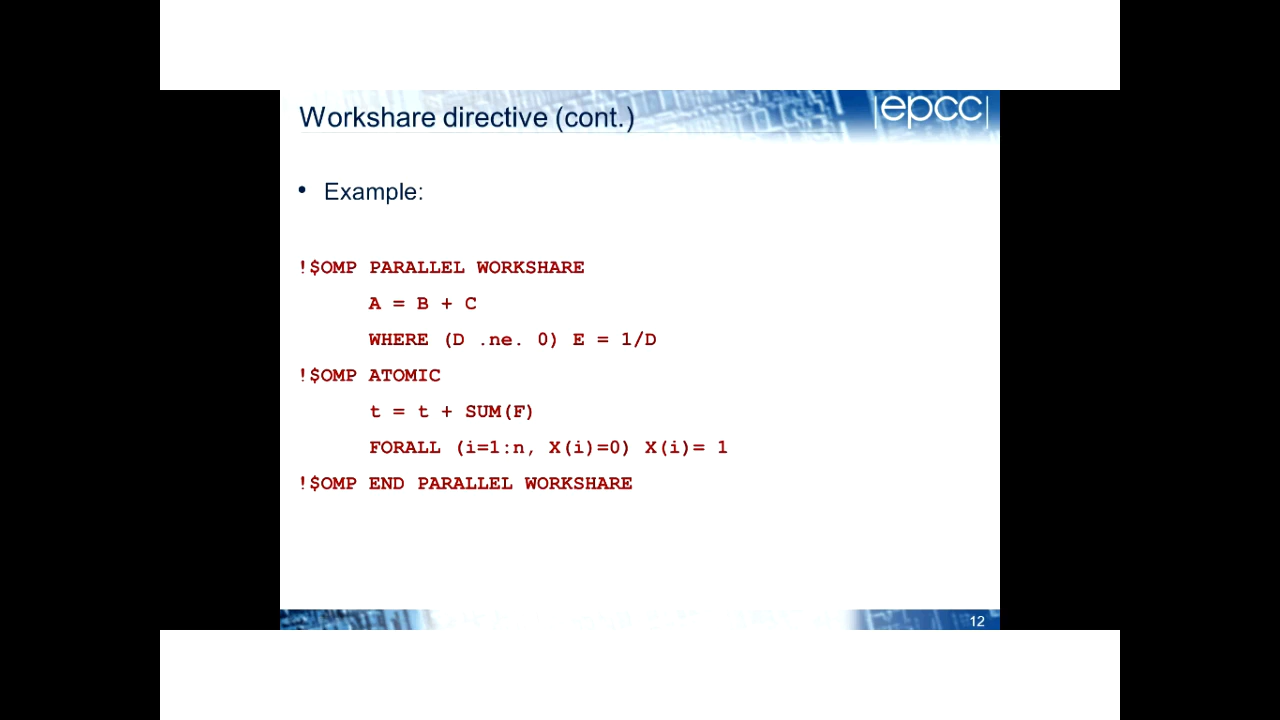 Workshare directive (cont.)
|epcc|
• Example:
!$OMP PARALLEL WORKSHARE
A = B + C
WHERE (D .ne. 0) E = 1/D
!$OMP ATOMIC
t = t + SUM(F)
FORALL (i=1:n, X(i)=0) X(i)= 1
!$OMP END PARALLEL WORKSHARE
12